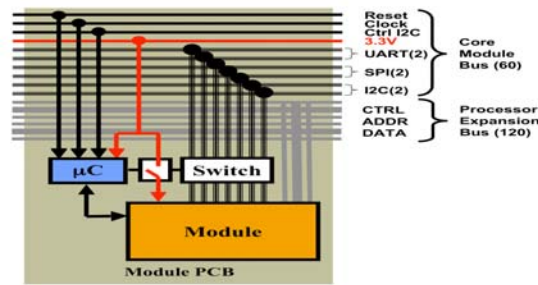 Reset
Clock
Ctrl I2C
3.3V
UART(2)
SPI(2)
I2C(2)
Core
Module
Bus (60)
CTRL
ADDR
DATA
Processor
Expansion
Bus (120)
μC
Switch
Module
Module PCB